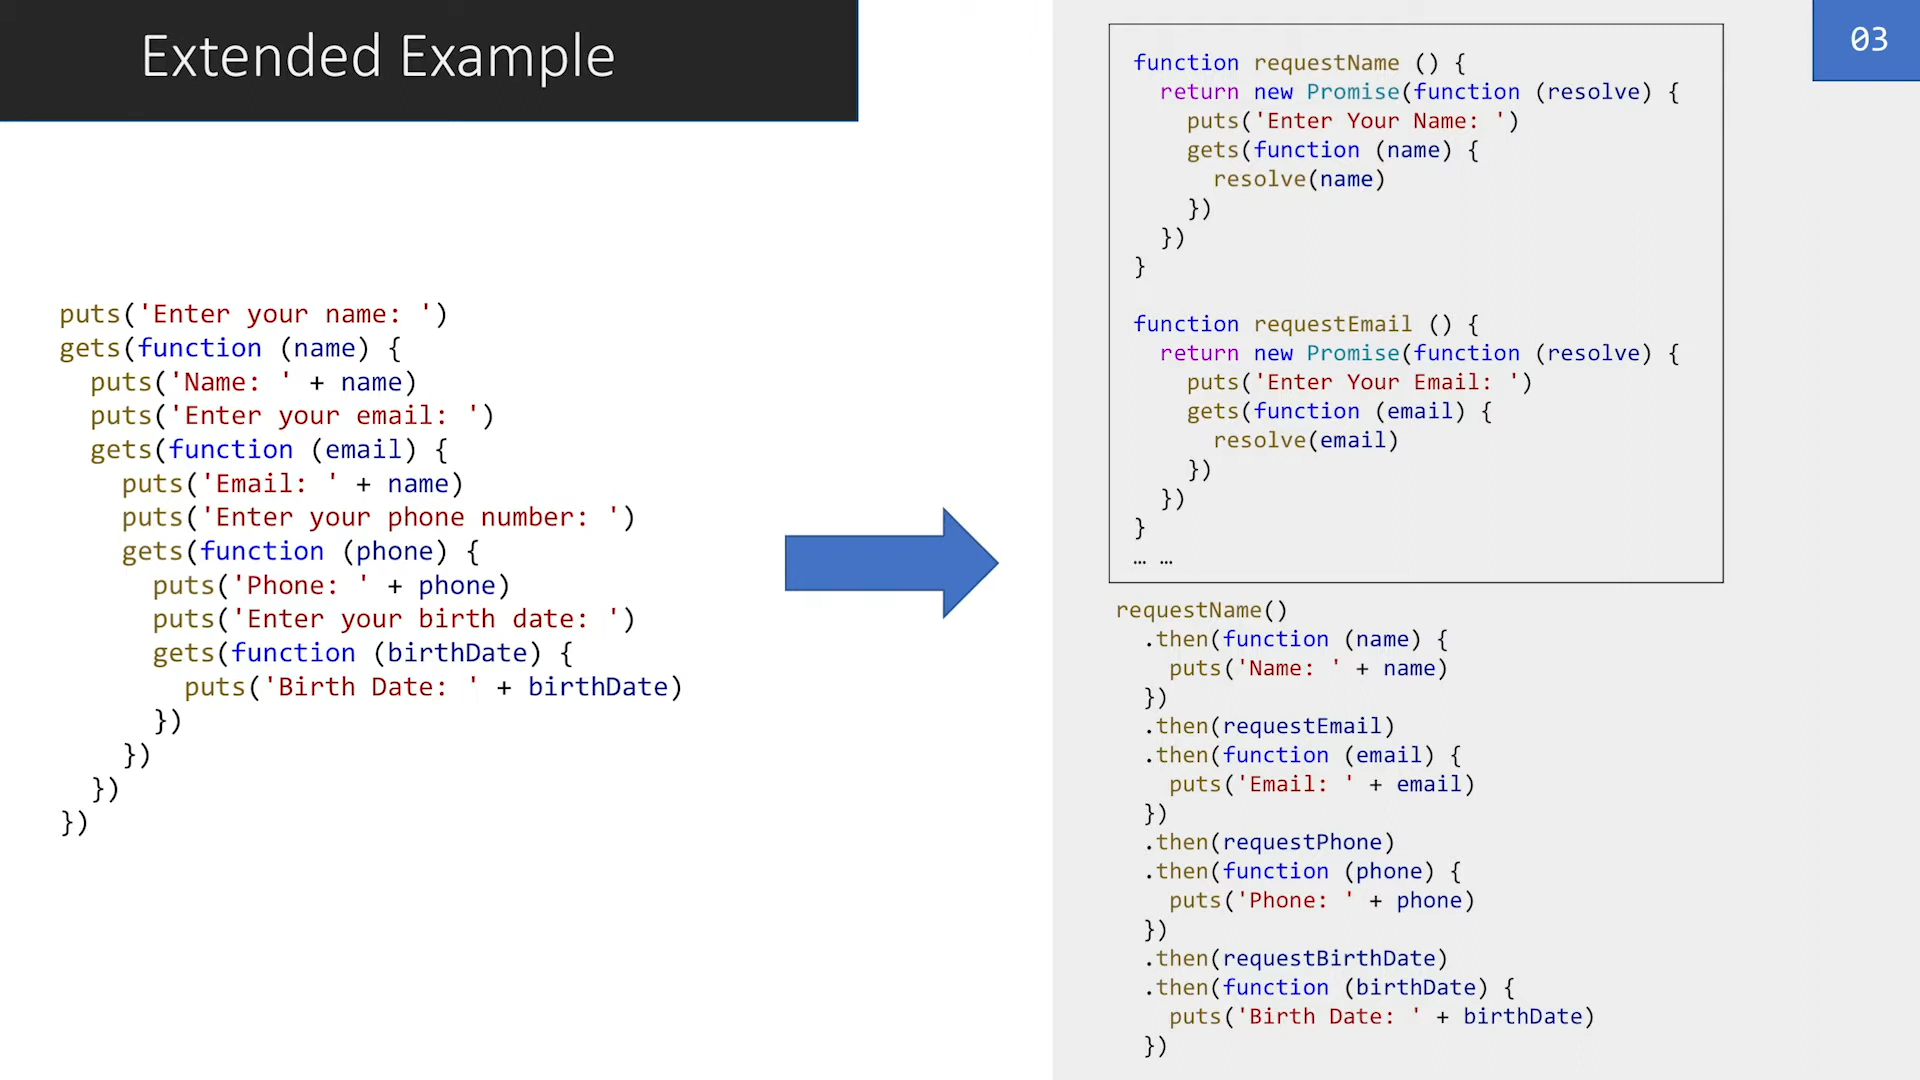 Extended Example
03
puts('Enter your name: ')
gets(function (name) {
  puts('Name: ' + name)
  puts('Enter your email: ')
  gets(function (email) {
    puts('Email: ' + name)
    puts('Enter your phone number: ')
    gets(function (phone) {
      puts('Phone: ' + phone)
      puts('Enter your birth date: ')
      gets(function (birthDate) {
        puts('Birth Date: ' + birthDate)
      })
    })
  })
})
function requestName () {
  return new Promise(function (resolve) {
    puts('Enter Your Name: ')
    gets(function (name) {
      resolve(name)
    })
  })
}
function requestEmail () {
  return new Promise(function (resolve) {
    puts('Enter Your Email: ')
    gets(function (email) {
      resolve(email)
    })
  })
}
… …
requestName()
  .then(function (name) {
    puts('Name: ' + name)
  })
  .then(requestEmail)
  .then(function (email) {
    puts('Email: ' + email)
  })
  .then(requestPhone)
  .then(function (phone) {
    puts('Phone: ' + phone)
  })
  .then(requestBirthDate)
  .then(function (birthDate) {
    puts('Birth Date: ' + birthDate)
  })